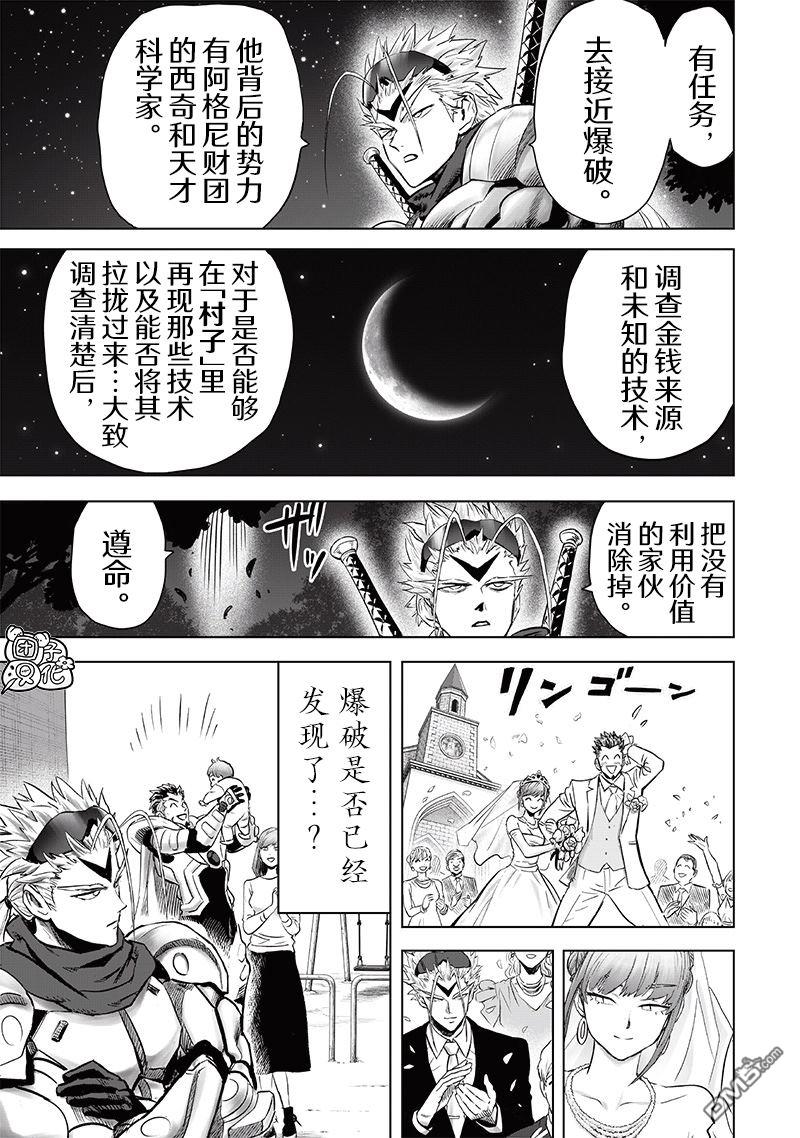 有任务，
去接近爆破。
他背后的势力
有阿格尼财团
的西奇和天才
科学家。
调查金钱来源
和未知的技术，
对于是否能够
在「村子」里
再现那些技术
以及能否将其
拉拢过来…大致
调查清楚后，
把没有
利用价值
的家伙
消除掉。
ザザッ
遵命。
团子
汉化
リンゴーン
爆破是否已经
发现了…？